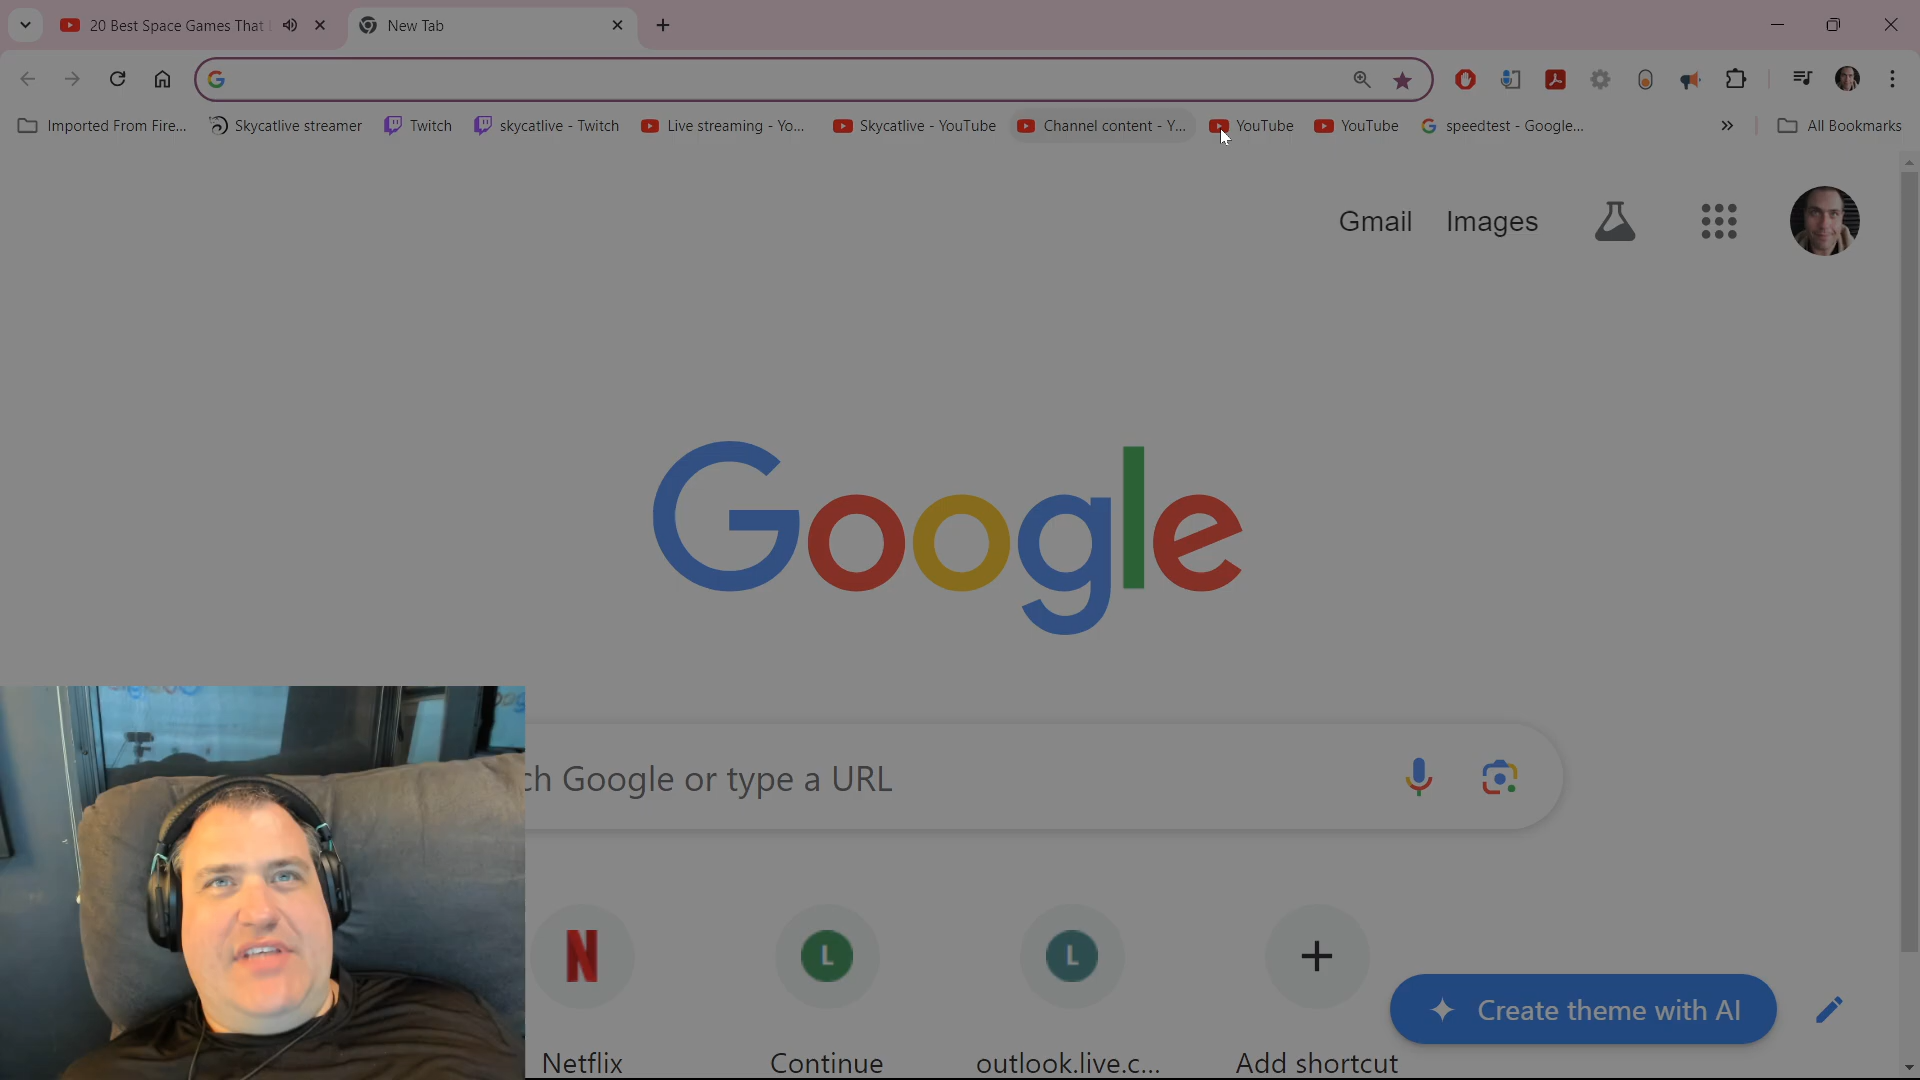 20 Best Space Games That
New Tab
Imported From Fire...
Skycatlive streamer
Twitch
skycatlive - Twitch
Live streaming - Yo...
Skycatlive - YouTube
Channel content - Y...
YouTube
YouTube
speedtest - Google...
All Bookmarks
Gmail
Images
Google
ch Google or type a URL
N
L
L
Create theme with AI
Netflix
Continue
outlook.live.c...
Add shortcut